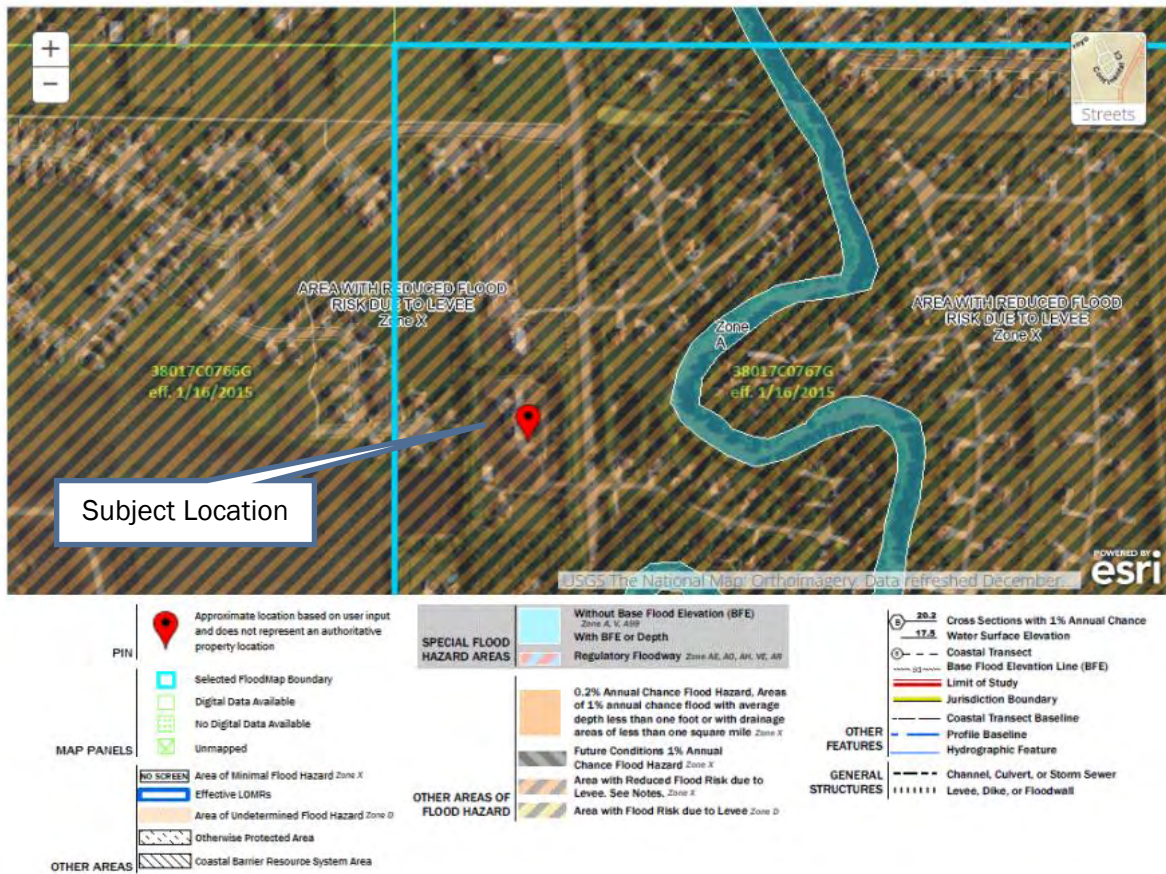 +
−
Streets
AREA WITH REDUCED FLOOD
RISK DUE TO LEVEE
Zone X
AREA WITH REDUCED FLOOD
RISK DUE TO LEVEE
Zone X
Zone
A
38017C0766G
eff. 1/16/2015
38017C0767G
eff. 1/16/2015
Subject Location
POWERED BY
esri
USGS The National Map: Orthoimagery. Data refreshed December
PIN
Approximate location based on user input
and does not represent an authoritative
property location
MAP PANELS
Selected FloodMap Boundary
Digital Data Available
No Digital Data Available
Unmapped
OTHER AREAS
NO SCREEN Area of Minimal Flood Hazard Zone X
Effective LOMRs
Area of Undetermined Flood Hazard Zone D
Otherwise Protected Area
Coastal Barrier Resource System Area
SPECIAL FLOOD
HAZARD AREAS
Without Base Flood Elevation (BFE)
Zone A, V, A99
With BFE or Depth
Regulatory Floodway Zone AE, AO, AH, VE, AR
OTHER AREAS OF
FLOOD HAZARD
0.2% Annual Chance Flood Hazard, Areas
of 1% annual chance flood with average
depth less than one foot or with drainage
areas of less than one square mile Zone X
Future Conditions 1% Annual
Chance Flood Hazard Zone X
Area with Reduced Flood Risk due to
Levee. See Notes. Zone X
Area with Flood Risk due to Levee Zone D
OTHER
FEATURES
B 20.2 Cross Sections with 1% Annual Chance
17.5 Water Surface Elevation
Coastal Transect
Base Flood Elevation Line (BFE)
Limit of Study
Jurisdiction Boundary
Coastal Transect Baseline
Profile Baseline
Hydrographic Feature
GENERAL
STRUCTURES
Channel, Culvert, or Storm Sewer
Levee, Dike, or Floodwall